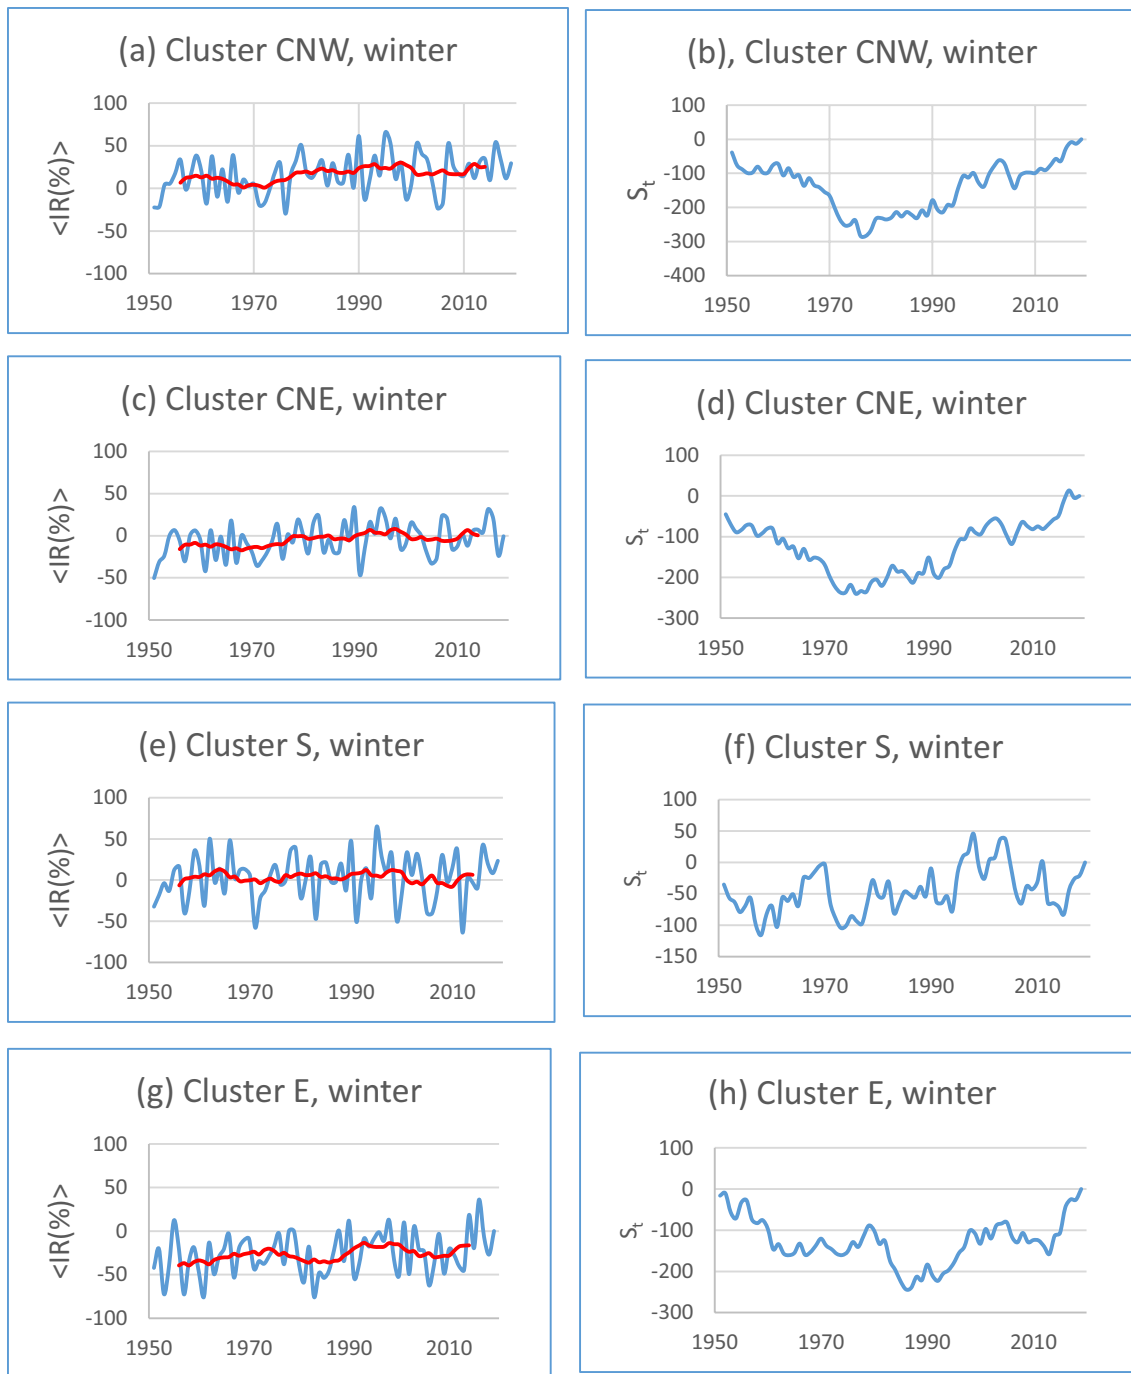 (a) Cluster CNW, winter
<IR(%)>
100
50
0
-50
-100
1950 1970 1990 2010
(b), Cluster CNW, winter
St
100
0
-100
-200
-300
-400
1950 1970 1990 2010
(c) Cluster CNE, winter
<IR(%)>
100
50
0
-50
-100
1950 1970 1990 2010
(d) Cluster CNE, winter
St
100
0
-100
-200
-300
1950 1970 1990 2010
(e) Cluster S, winter
<IR(%)>
100
50
0
-50
-100
1950 1970 1990 2010
(f) Cluster S, winter
St
100
50
0
-50
-100
-150
1950 1970 1990 2010
(g) Cluster E, winter
<IR(%)>
100
50
0
-50
-100
1950 1970 1990 2010
(h) Cluster E, winter
St
100
0
-100
-200
-300
1950 1970 1990 2010